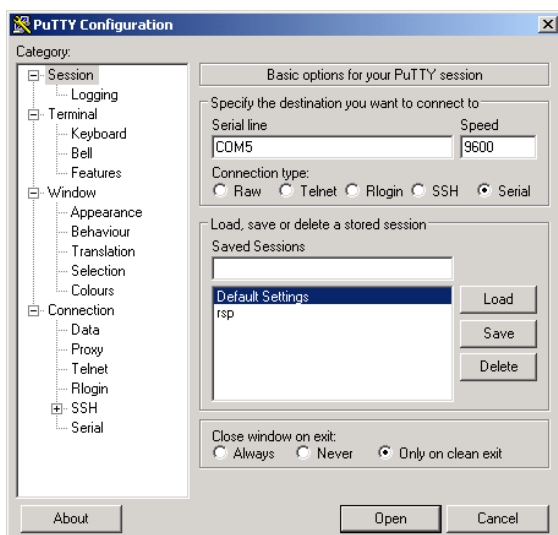 PuTTY Configuration
Category:
Session
Logging
Terminal
Keyboard
Bell
Features
Window
Appearance
Behaviour
Translation
Selection
Colours
Connection
Data
Proxy
Telnet
Rlogin
SSH
Serial
Basic options for your PuTTY session
Specify the destination you want to connect to
Serial line Speed
COM5 9600
Connection type:
Raw Telnet Rlogin SSH Serial
Load, save or delete a stored session
Saved Sessions
Default Settings
rsp
Load
Save
Delete
Close window on exit:
Always Never Only on clean exit
About Open Cancel